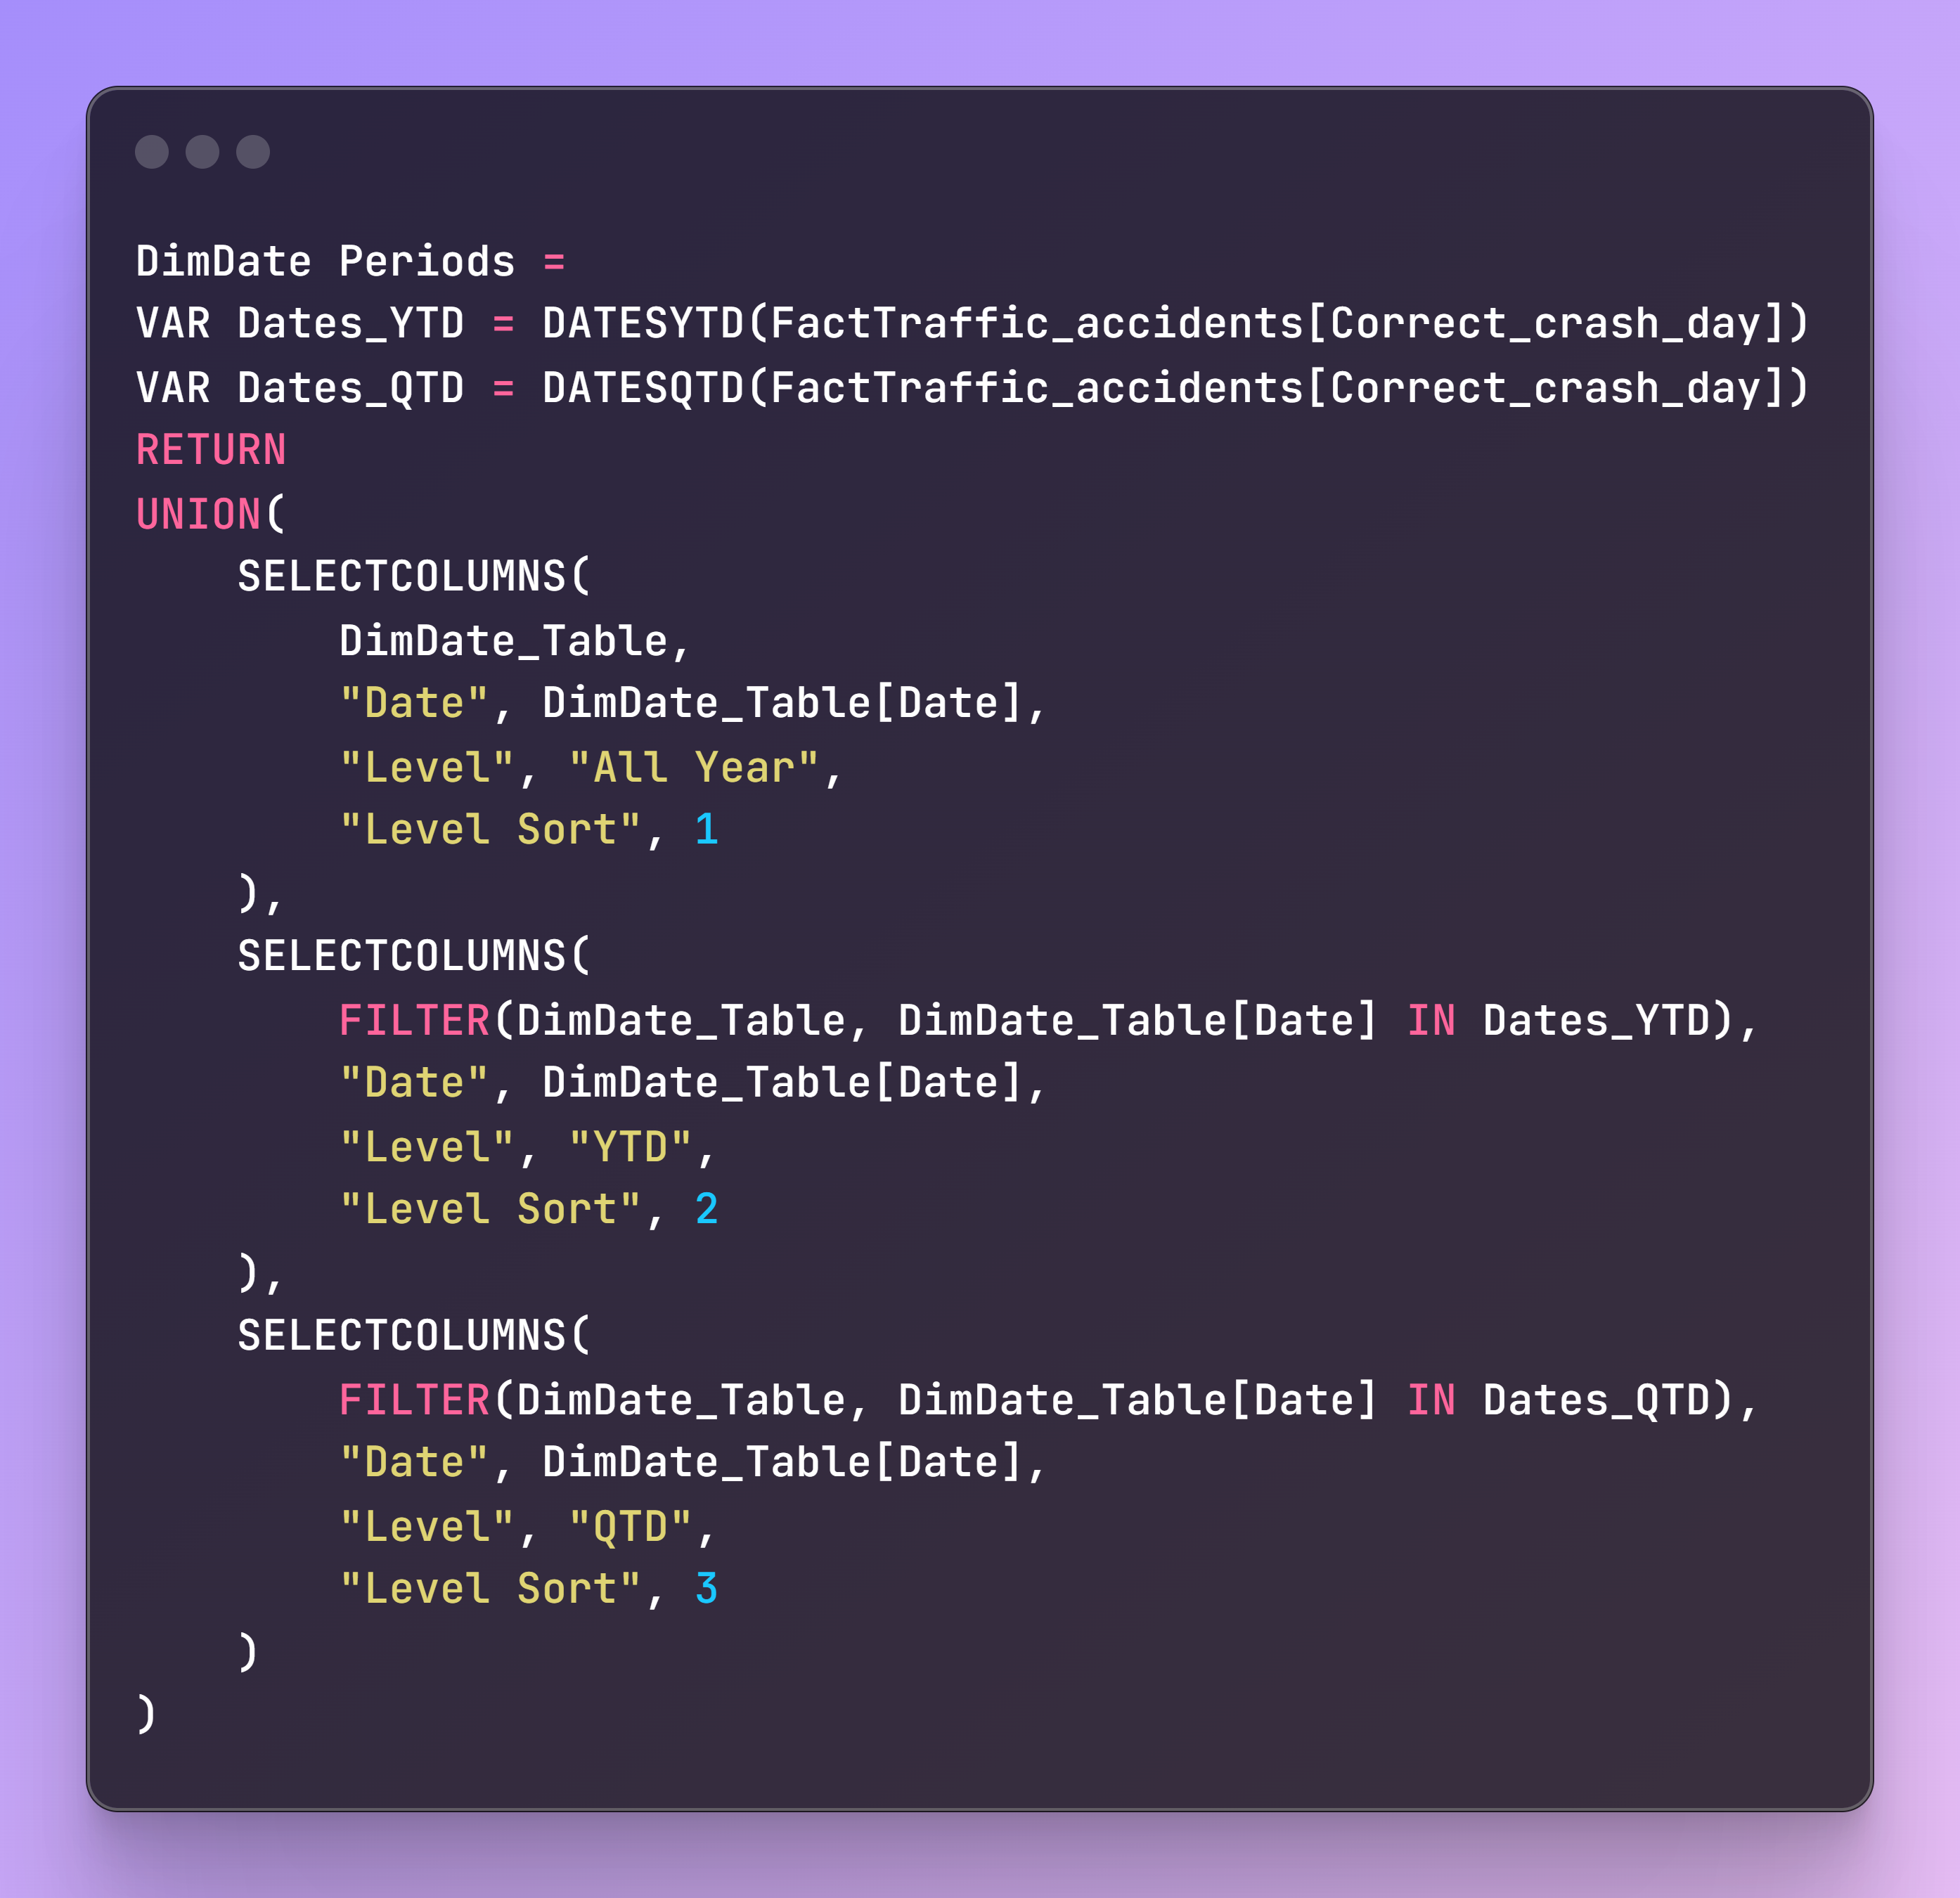 DimDate Periods =
VAR Dates_YTD = DATESYTD(FactTraffic_accidents[Correct_crash_day])
VAR Dates_QTD = DATESQTD(FactTraffic_accidents[Correct_crash_day])
RETURN
UNION(
    SELECTCOLUMNS(
        DimDate_Table,
        "Date", DimDate_Table[Date],
        "Level", "All Year",
        "Level Sort", 1
    ),
    SELECTCOLUMNS(
        FILTER(DimDate_Table, DimDate_Table[Date] IN Dates_YTD),
        "Date", DimDate_Table[Date],
        "Level", "YTD",
        "Level Sort", 2
    ),
    SELECTCOLUMNS(
        FILTER(DimDate_Table, DimDate_Table[Date] IN Dates_QTD),
        "Date", DimDate_Table[Date],
        "Level", "QTD",
        "Level Sort", 3
    )
)